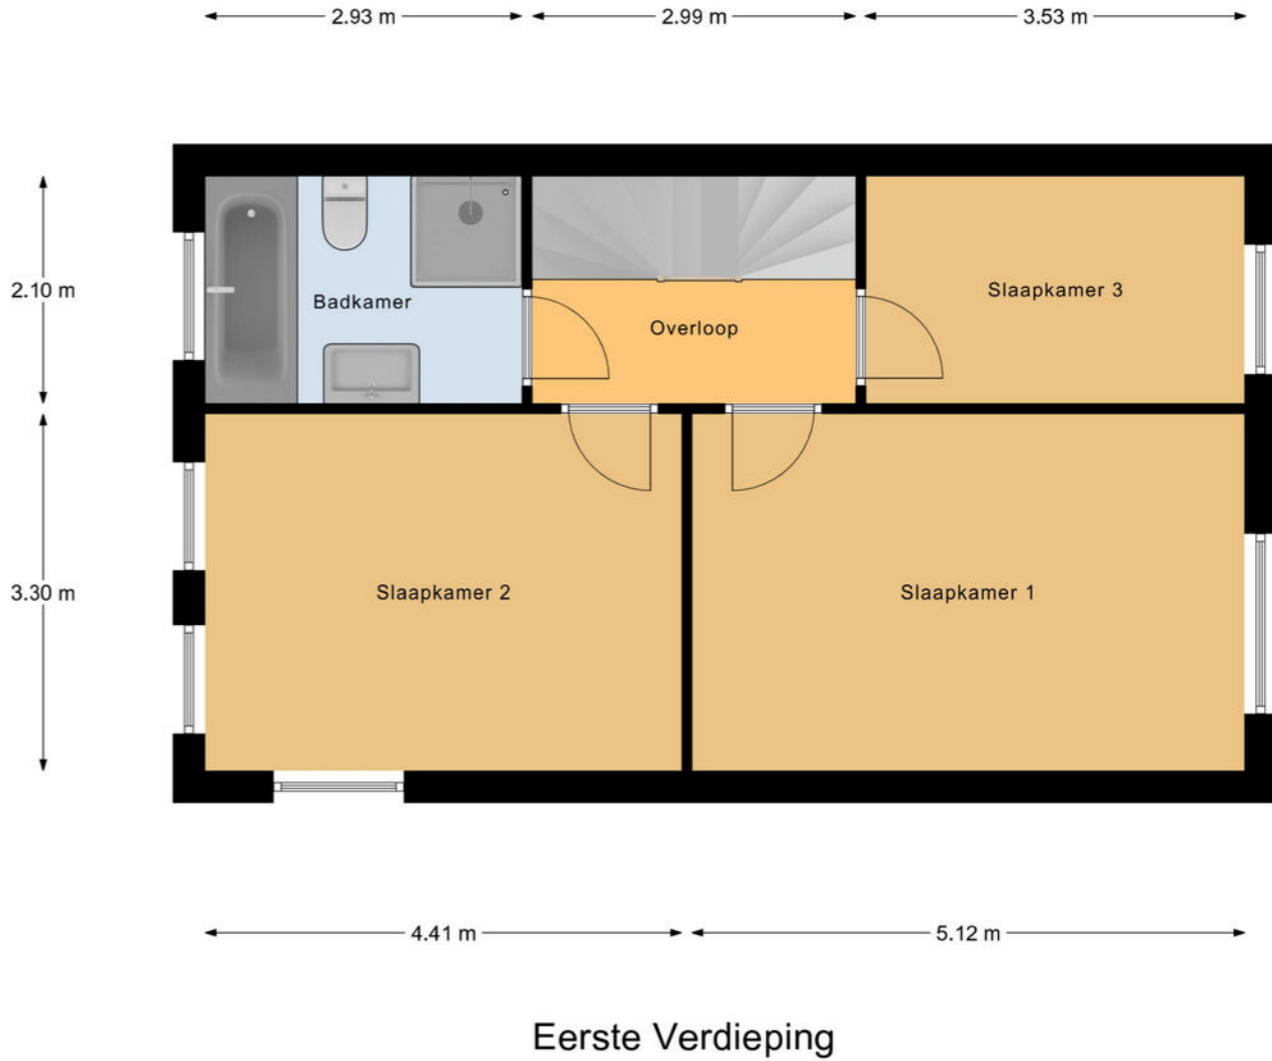 2.93 m
2.99 m
3.53 m
2.10 m
Badkamer
Overloop
Slaapkamer 3
3.30 m
Slaapkamer 2
Slaapkamer 1
4.41 m
5.12 m
Eerste Verdieping